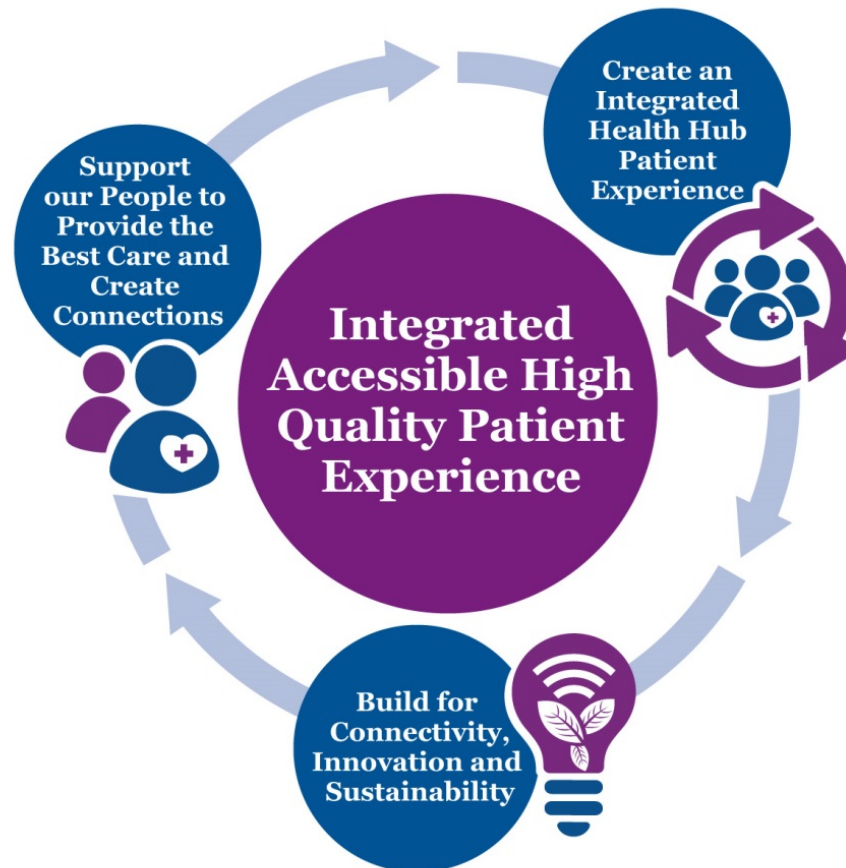 Create an
Integrated
Health Hub
Patient
Experience
Support
our People to
Provide the
Best Care and
Create
Connections
Integrated
Accessible High
Quality Patient
Experience
Build for
Connectivity,
Innovation and
Sustainability